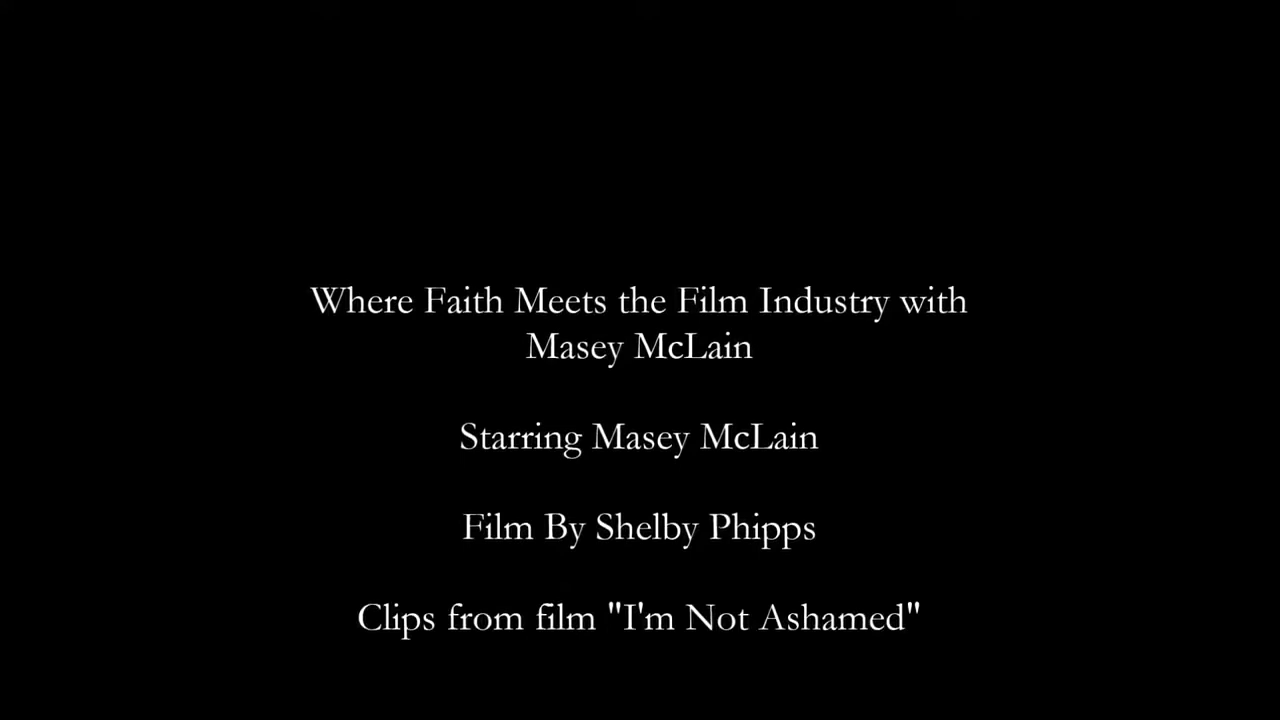 Where Faith Meets the Film Industry with
Masey McLain
Starring Masey McLain
Film By Shelby Phipps
Clips from film "I'm Not Ashamed"